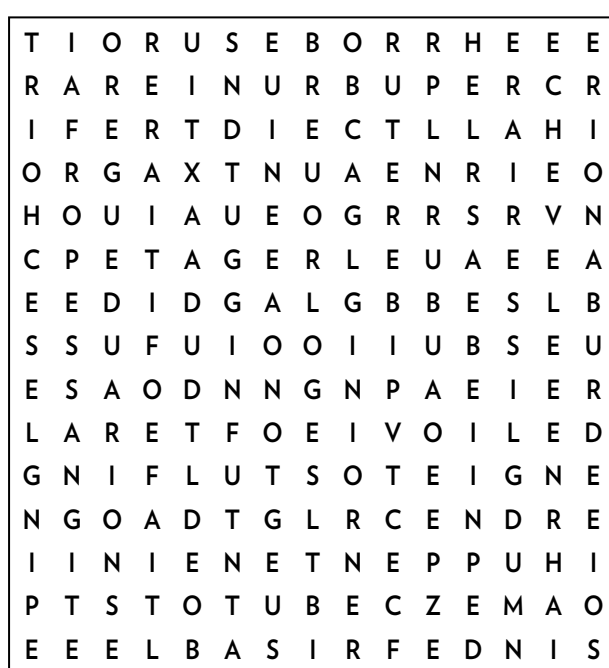 T I O R U S E B O R R H E E E
R A R E I N U R B U P E R C R
I F E R T D I E C T L L A H I
O R G A X T N U A E N R I E O
H O U I A U E O G R R S R V N
C P E T A G E R L E U A E E A
E E D I D G A L G B B E S L B
S S U F U I O O I I U B S E U
E S A O D N N G N P A E I E R
L A R E T F O E I V O I L E D
G N I F L U T S O T E I G N E
N G O A D T G L R C E N D R E
I I N I E N E T N E P P U H I
P T S T O T U B E C Z E M A O
E E E L B A S I R F E D N I S